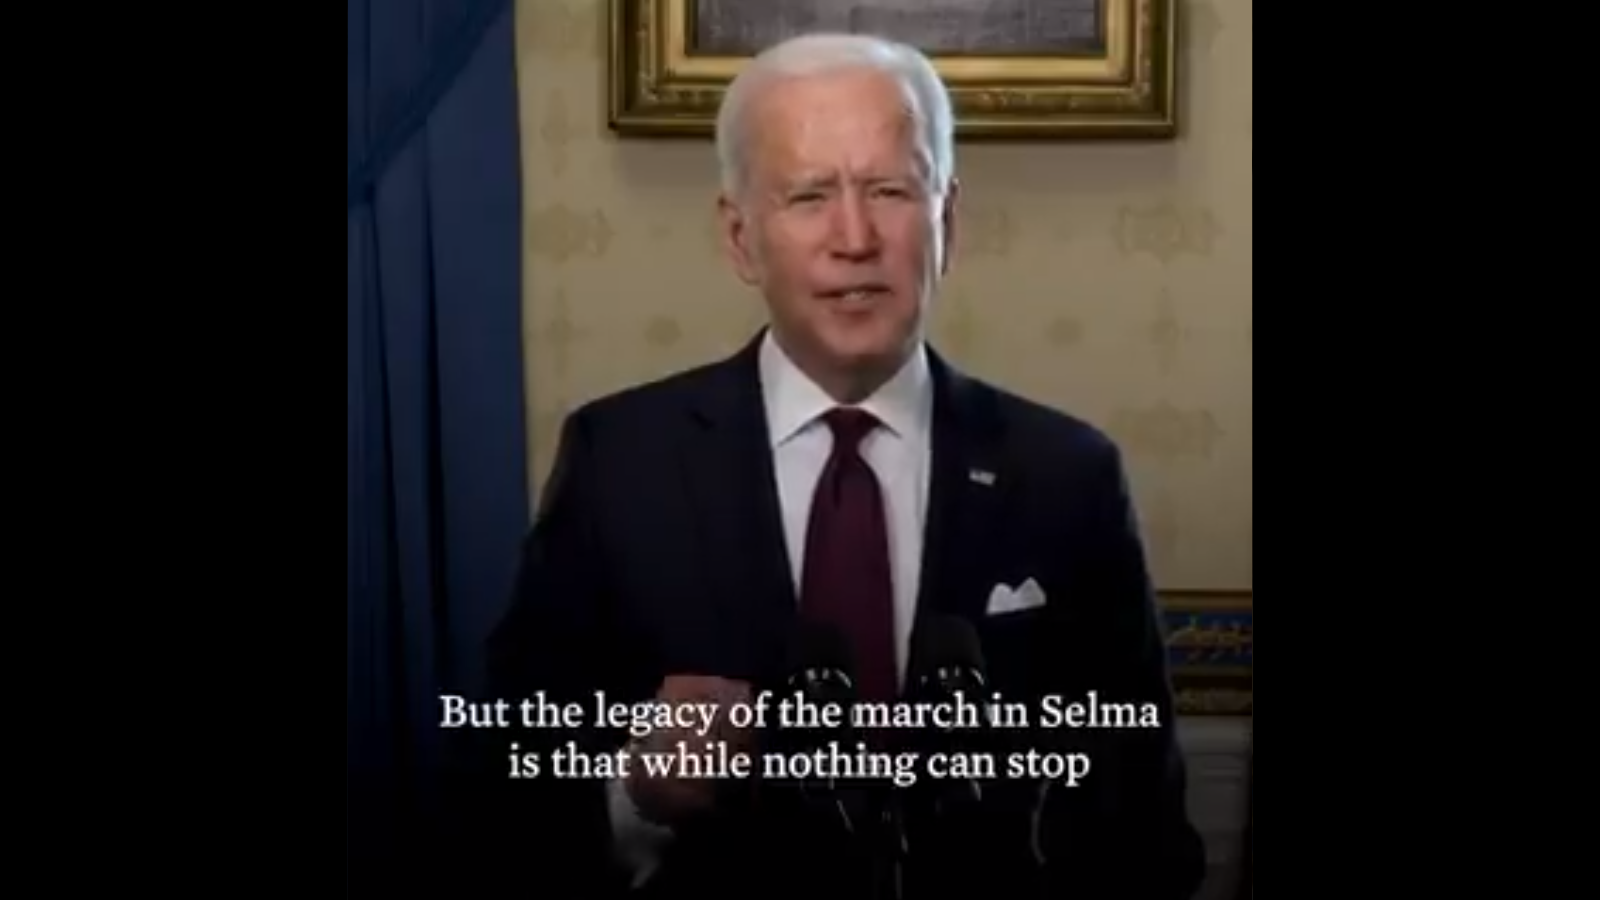 But the legacy of the march in Selma
is that while nothing can stop